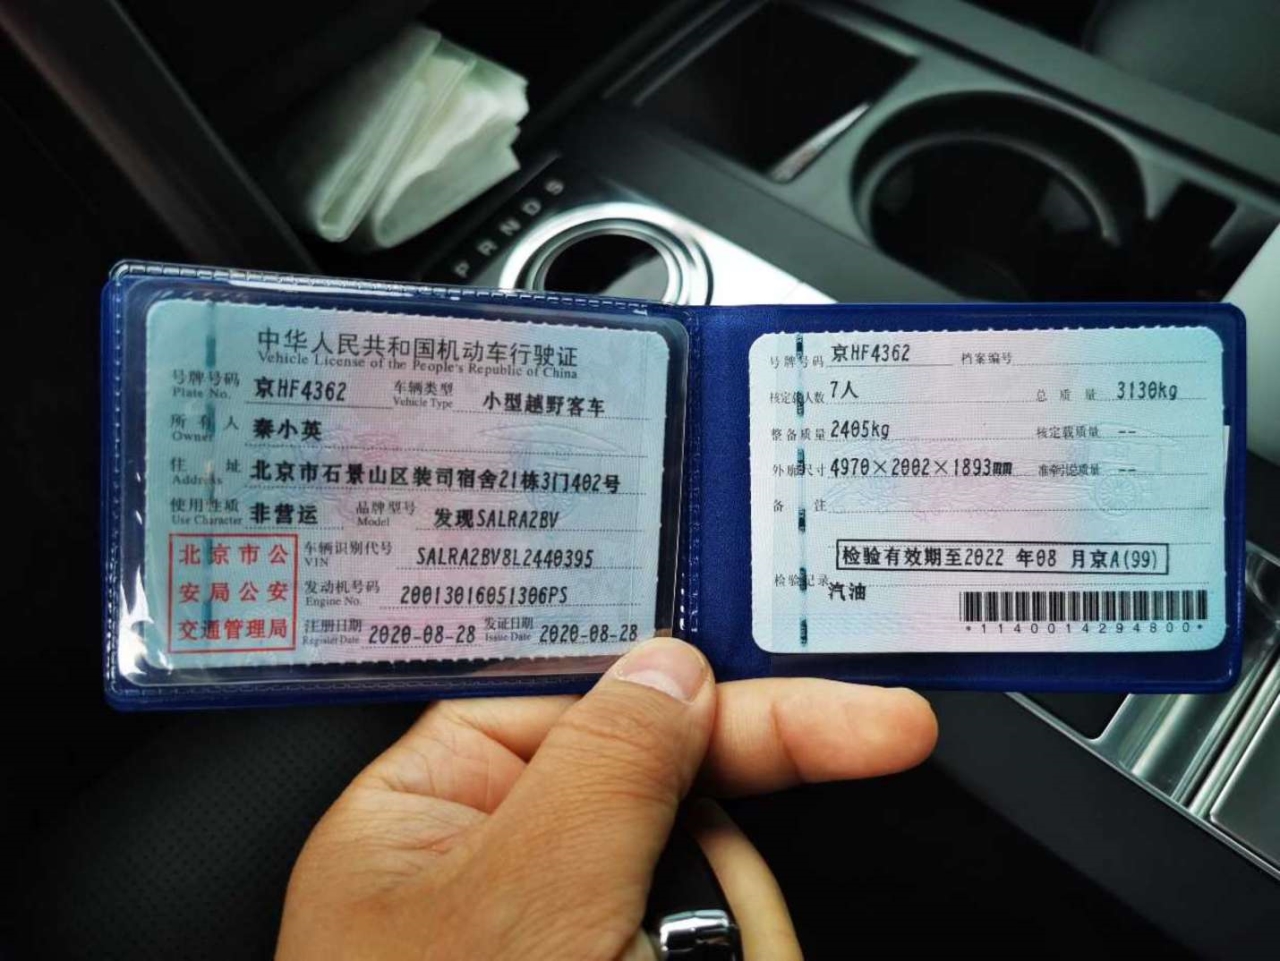 P R N D S
中华人民共和国机动车行驶证
Vehicle License of the People's Republic of China
号牌号码 京HF4362 车辆类型 小型越野客车
Plate No. Vehicle Type
所有人 秦小英
Owner
住址 北京市石景山区装司宿舍21栋3门402号
Address
使用性质 非营运 品牌型号 发现SALRA2BV
Use Character Model
北京市公安局公安交通管理局
车辆识别代号 SALRA2BV8L2440395
VIN
发动机号码 20013016051306PS
Engine No.
注册日期 2020-08-28 发证日期 2020-08-28
Register Date Issue Date
号牌号码 京HF4362 档案编号
核定载人数 7人 总质量 3130kg
整备质量 2405kg 核定载质量 --
外廓尺寸 4970×2002×1893mm 准牵引总质量 --
备注
检验有效期至2022 年08 月京A(99)
检验记录 汽油
*1140014294800*